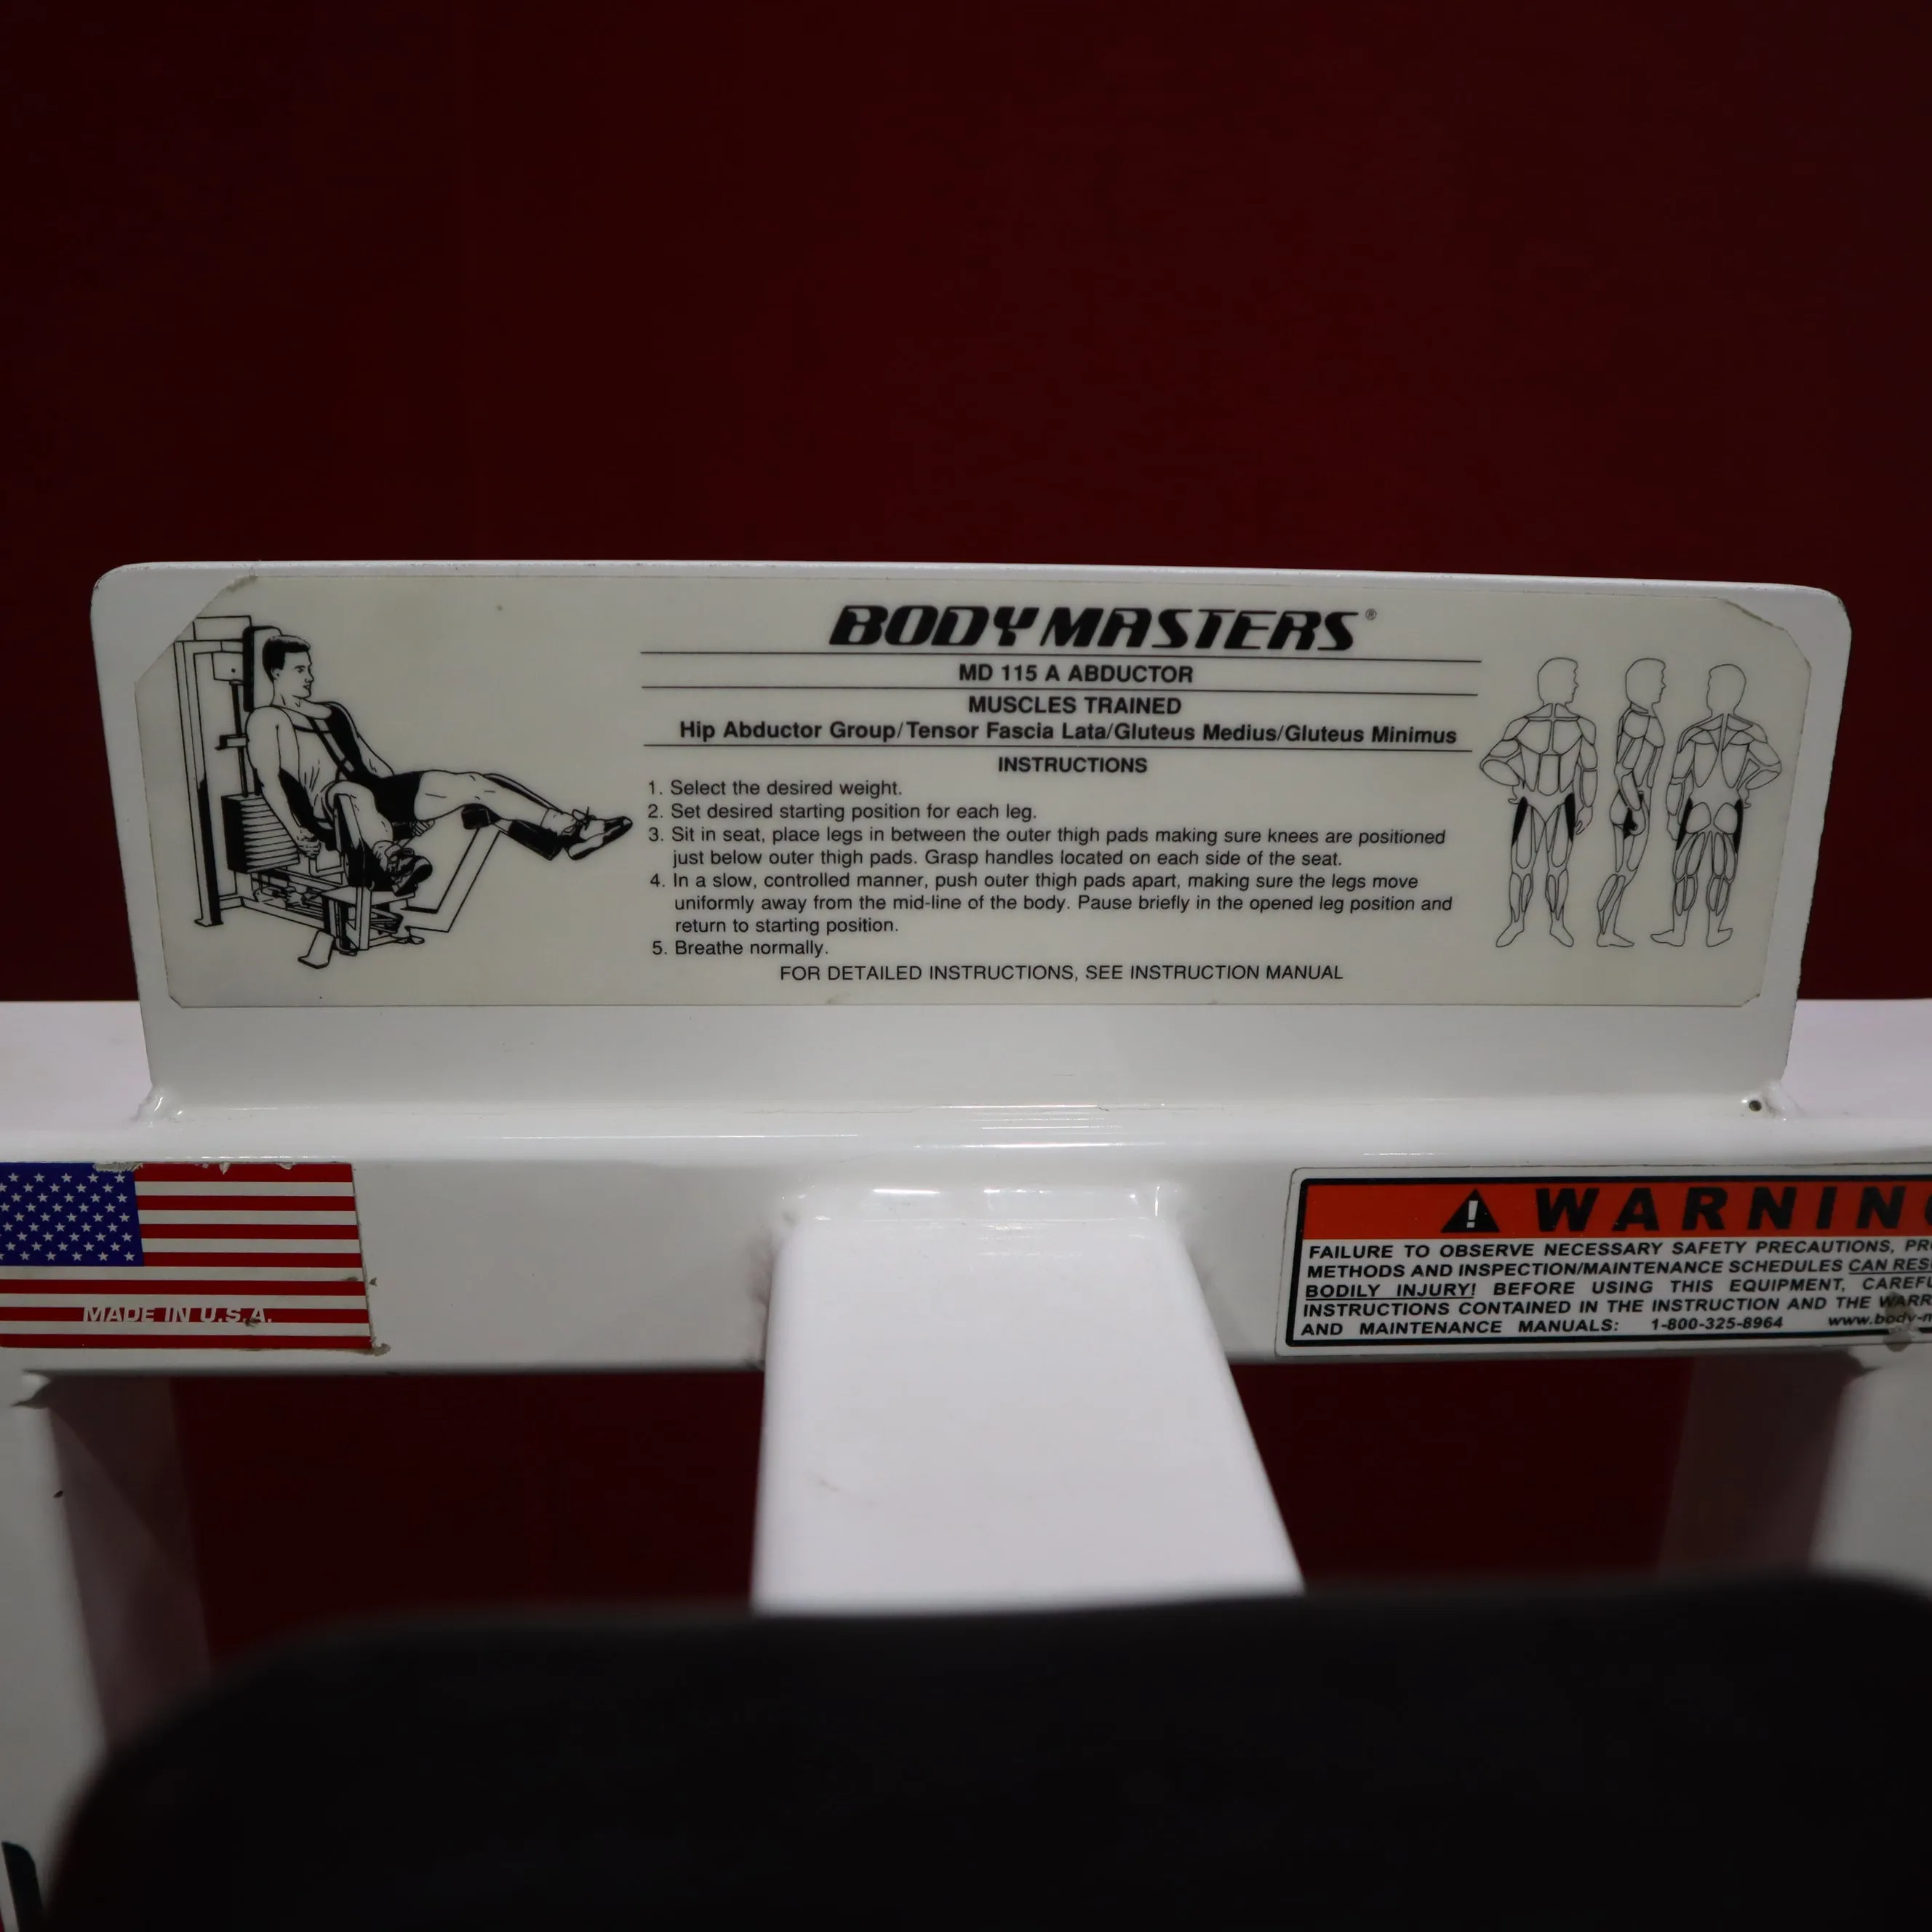 BODYMASTERS®
MD 115 A ABDUCTOR
MUSCLES TRAINED
Hip Abductor Group/Tensor Fascia Lata/Gluteus Medius/Gluteus Minimus
INSTRUCTIONS
1. Select the desired weight.
2. Set desired starting position for each leg.
3. Sit in seat, place legs in between the outer thigh pads making sure knees are positioned
just below outer thigh pads. Grasp handles located on each side of the seat.
4. In a slow, controlled manner, push outer thigh pads apart, making sure the legs move
uniformly away from the mid-line of the body. Pause briefly in the opened leg position and
return to starting position.
5. Breathe normally.
FOR DETAILED INSTRUCTIONS, SEE INSTRUCTION MANUAL
MADE IN U.S.A.
WARNING
FAILURE TO OBSERVE NECESSARY SAFETY PRECAUTIONS,
METHODS AND INSPECTION/MAINTENANCE SCHEDULES CAN
BODILY INJURY! BEFORE USING THIS EQUIPMENT,
INSTRUCTIONS CONTAINED IN THE INSTRUCTION AND THE
AND MAINTENANCE MANUALS: 1-800-325-8964